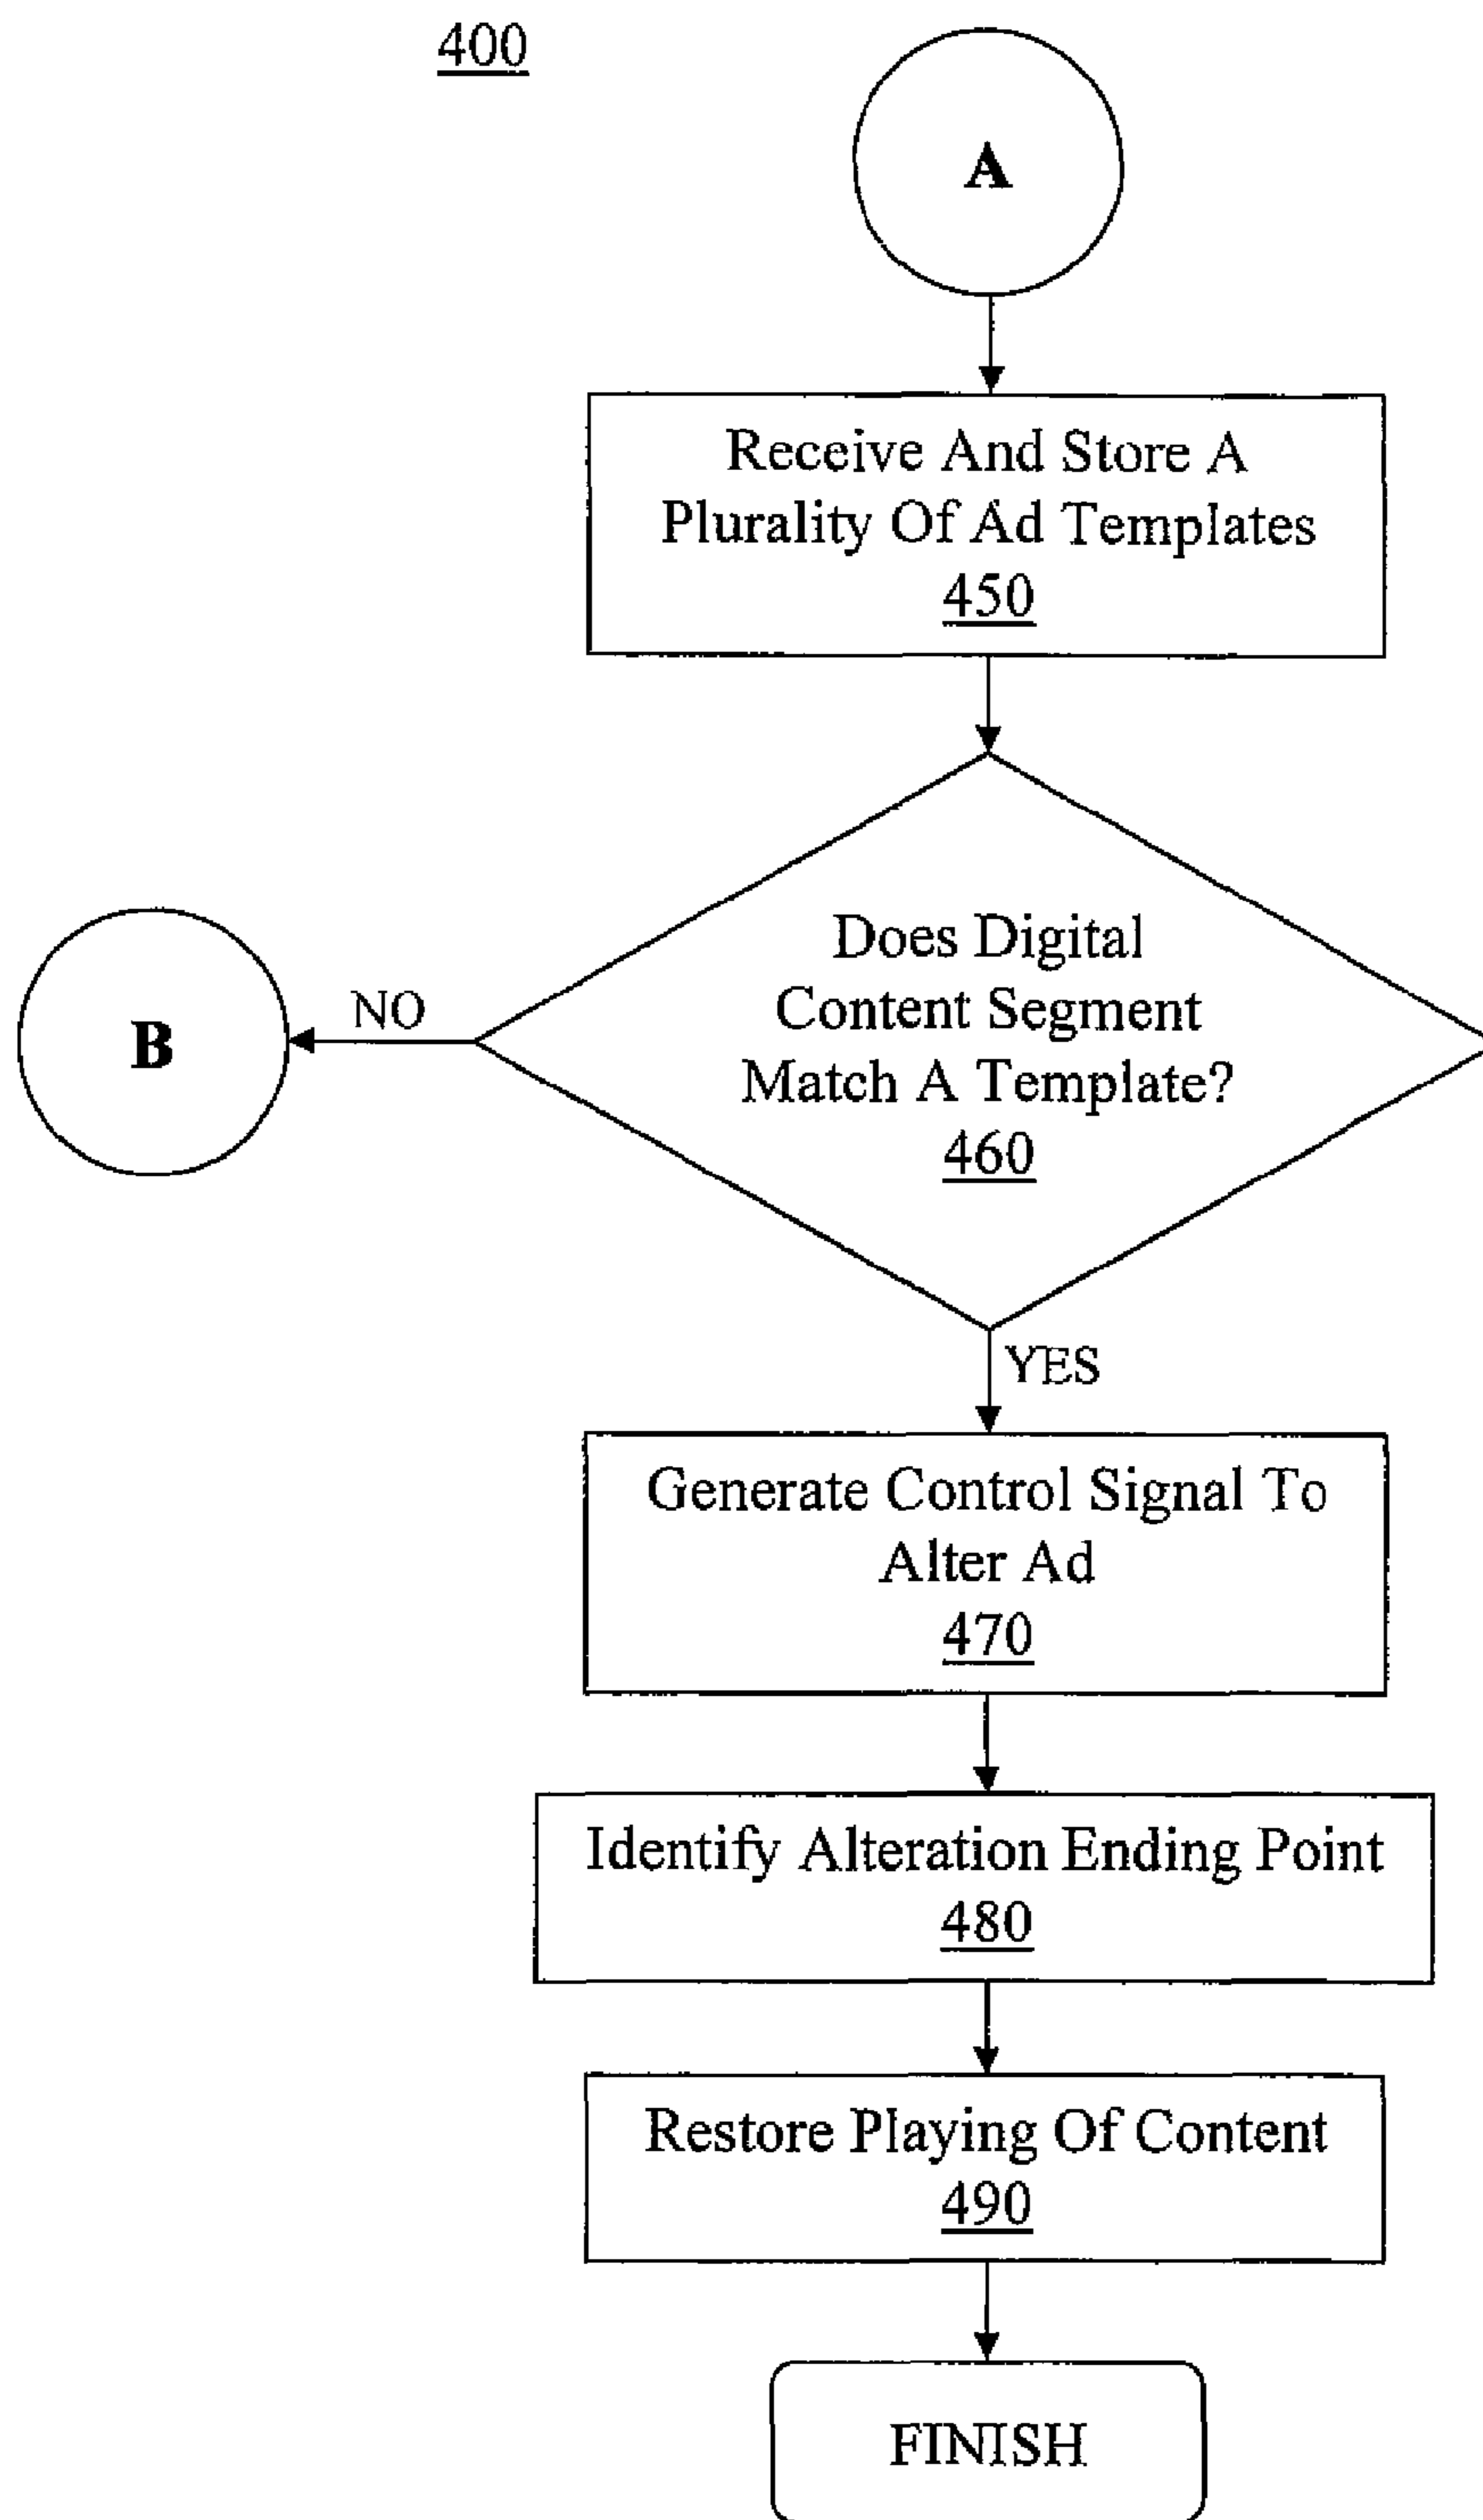 400
A
Receive And Store A
Plurality Of Ad Templates
450
Does Digital
Content Segment
Match A Template?
460
NO
B
YES
Generate Control Signal To
Alter Ad
470
Identify Alteration Ending Point
480
Restore Playing Of Content
490
FINISH